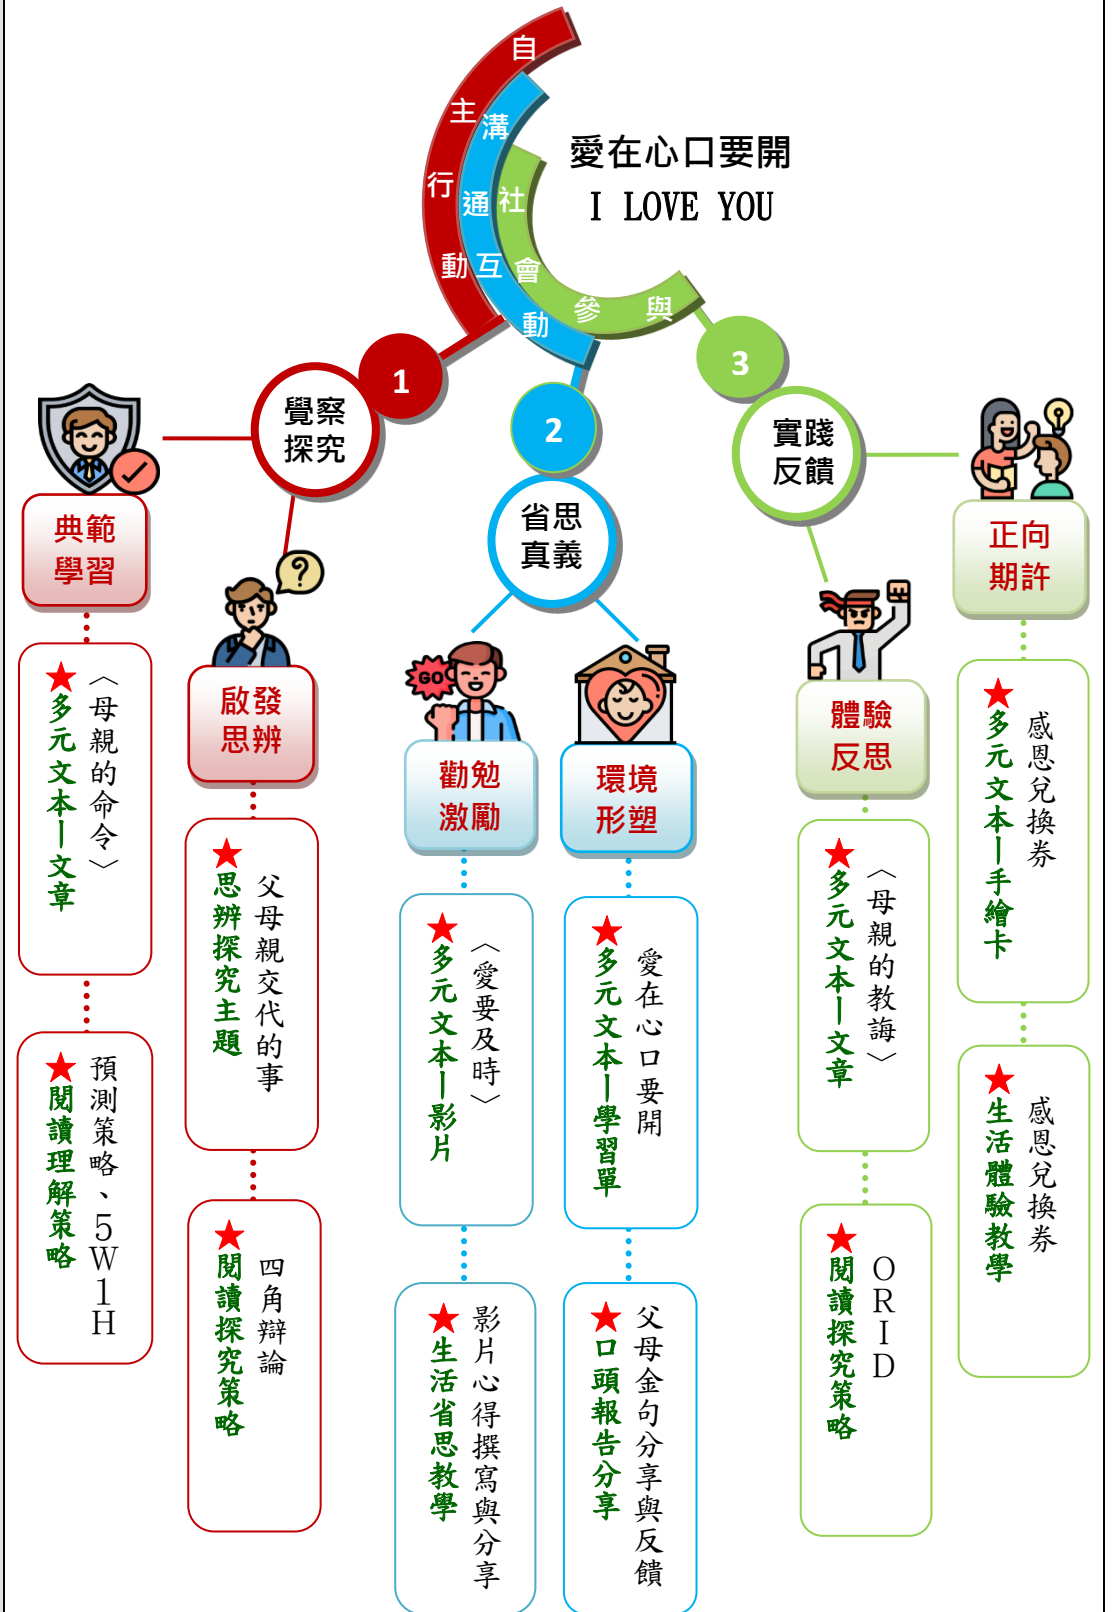 自主行動
溝通互動
社會參與
愛在心口要開
I LOVE YOU
1
覺察
探究
2
省思
真義
3
實踐
反饋
典範
學習
★多元文本—文章
〈母親的命令〉
★閱讀理解策略
預測策略、5W1H
啟發
思辨
★思辨探究主題
父母親交代的事
★閱讀探究策略
四角辯論
GO
勸勉
激勵
★多元文本—影片
〈愛要及時〉
★生活省思教學
影片心得撰寫與分享
環境
形塑
★多元文本—學習單
愛在心口要開
★口頭報告分享
父母金句分享與反饋
體驗
反思
★多元文本—文章
〈母親的教誨〉
★閱讀探究策略
ORID
正向
期許
★多元文本—手繪卡
感恩兌換券
★生活體驗教學
感恩兌換券